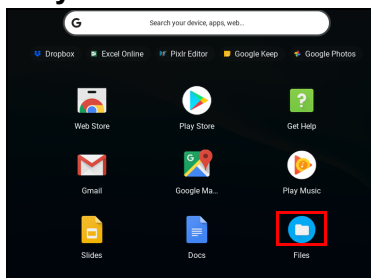 G Search your device, apps, web...
Dropbox Excel Online Pixlr Editor Google Keep Google Photos
Web Store Play Store Get Help
Gmail Google Ma... Play Music
Slides Docs Files